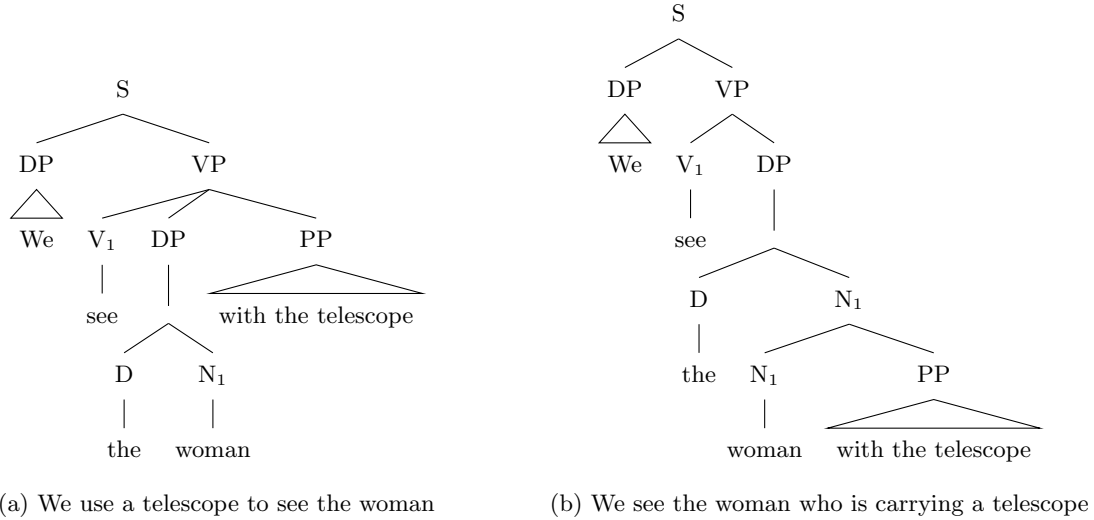 S
DP VP
We V₁ DP PP
see with the telescope
D N₁
the woman
(a) We use a telescope to see the woman
S
DP VP
We V₁ DP
see
D N₁
the N₁ PP
woman with the telescope
(b) We see the woman who is carrying a telescope